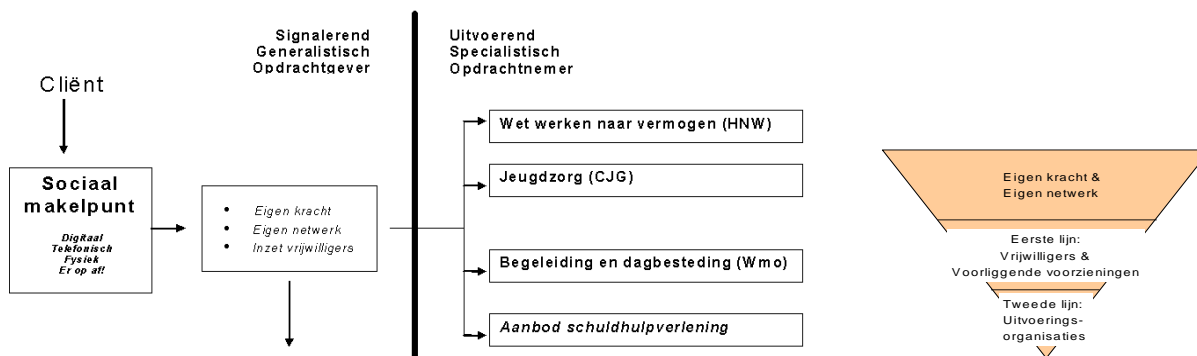 Signalerend
Generalistisch
Opdrachtgever
Uitvoerend
Specialistisch
Opdrachtnemer
Cliënt
Sociaal
makelpunt
Digitaal
Telefonisch
Fysiek
Er op af!
• Eigen kracht
• Eigen netwerk
• Inzet vrijwilligers
Wet werken naar vermogen (HNW)
Jeugdzorg (CJG)
Begeleiding en dagbesteding (Wmo)
Aanbod schuldhulpverlening
Eigen kracht &
Eigen netwerk
Eerste lijn:
Vrijwilligers &
Voorliggende voorzieningen
Tweede lijn:
Uitvoerings-
organisaties